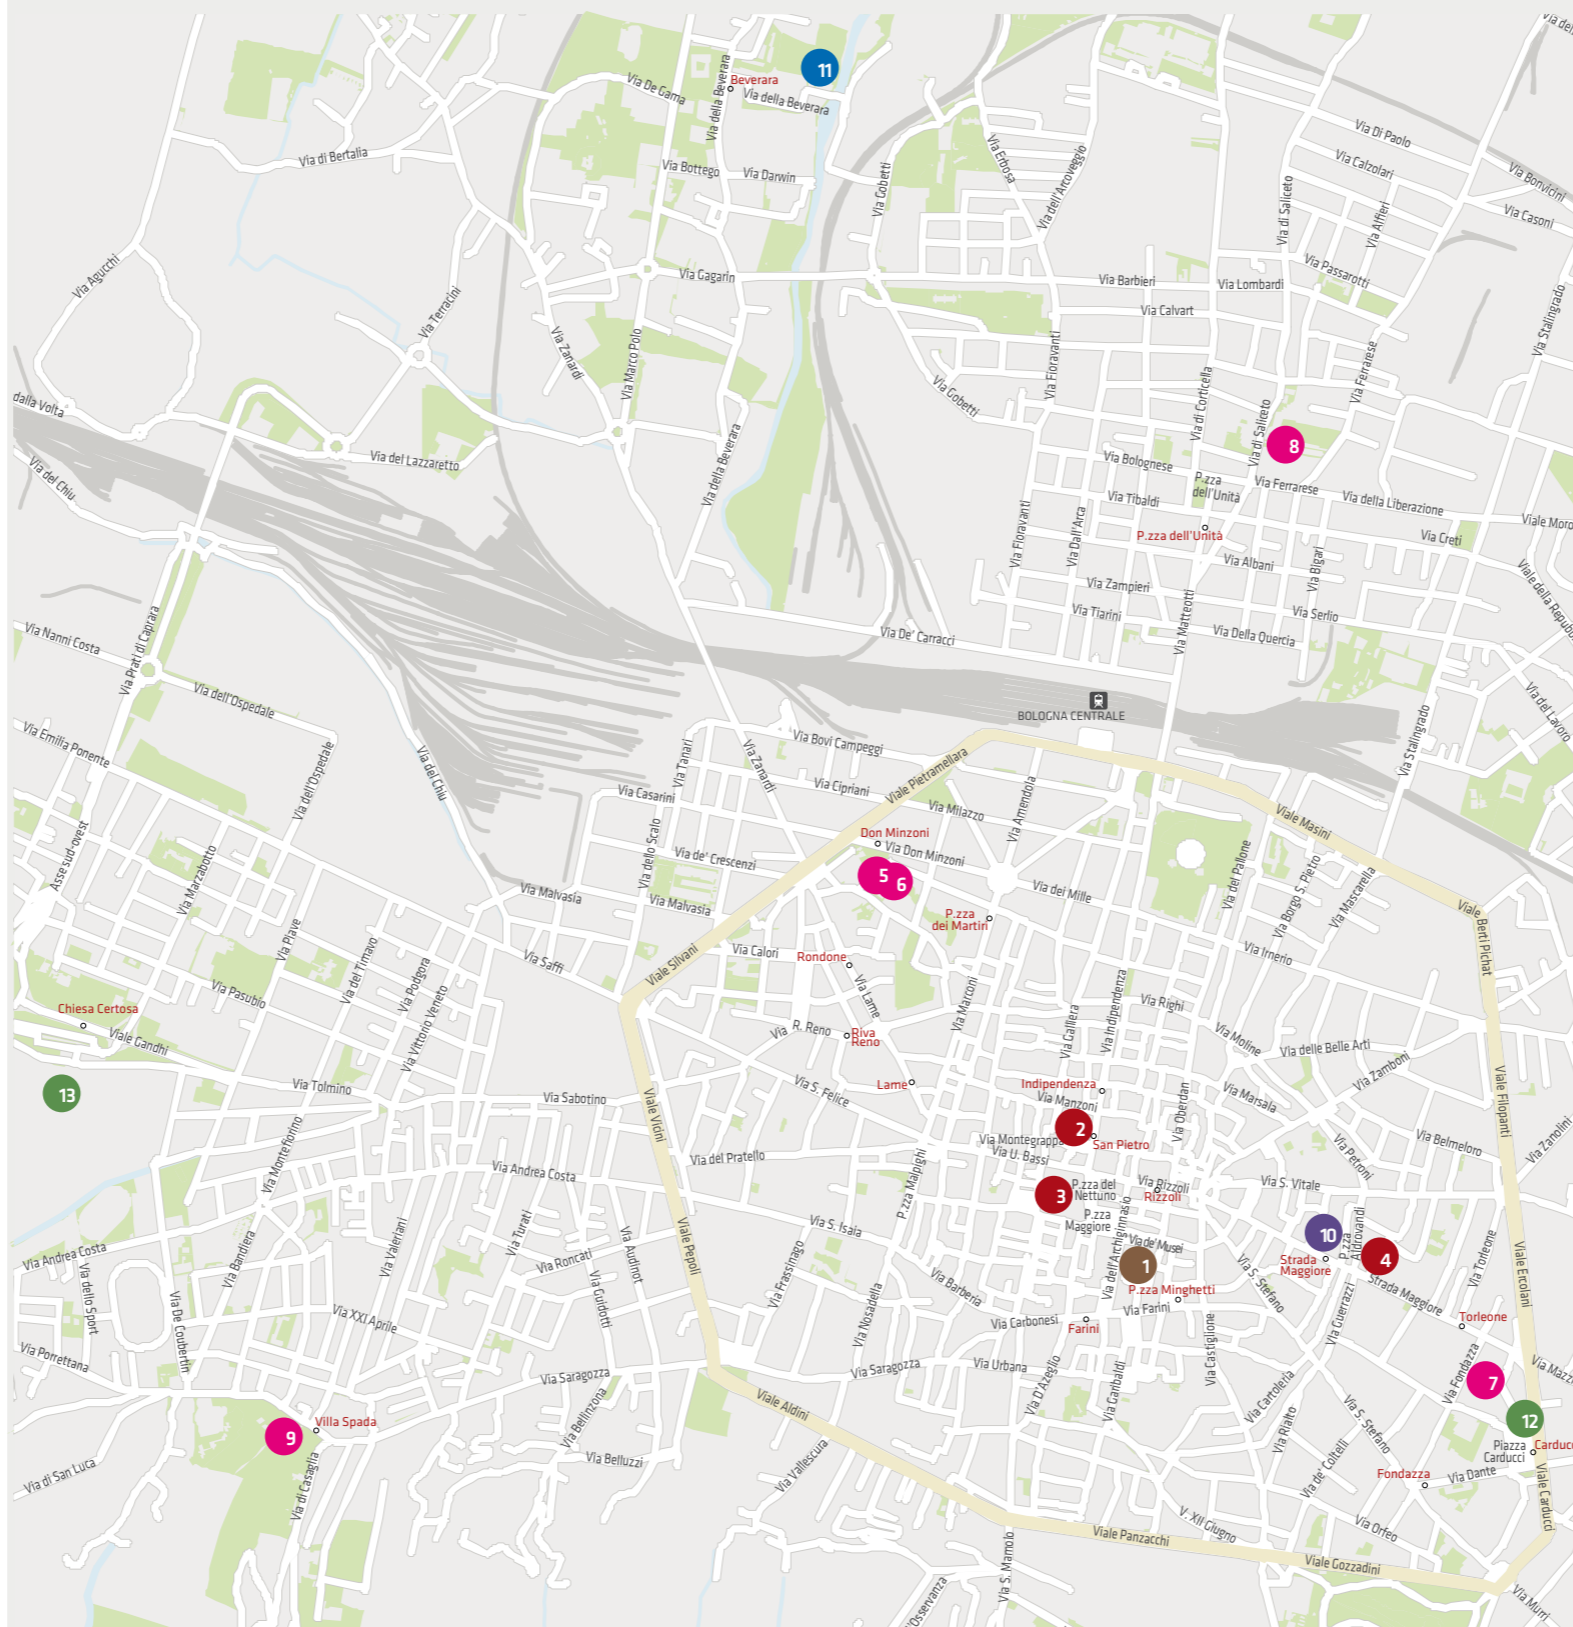 11
Beverara
Via De Gama
Via della Beverara
Via della Beverara
Via di Bertalia
Via Bottego
Via Darwin
Via Gobetti
Via Erbosa
Via dell'Arcoveggio
Via Di Paolo
Via Calzolari
Via Bonvicini
Via Casoni
Via di Saliceto
Via Alfieri
Via Passarotti
Via Agucchi
Via Terracini
Via Gagarin
Via Barbieri
Via Lombardi
Via Calvart
Via Stalingrado
Via Zanardi
Via Marco Polo
Via Fioravanti
Via Gobetti
Via di Corticella
Via Ferrarese
dalla Volta
Via del Chiu
Via del Lazzaretto
Via della Beverara
Via di Saliceto
8
Via Bolognese
P.zza
dell'Unità
Via Ferrarese
Via Tibaldi
Via della Liberazione
Viale Moro
Via Fioravanti
Via Dall'Arca
P.zza dell'Unità
Via Creti
Via Albani
Via Bigari
Via Zampieri
Via Tiarini
Via Serlio
Viale della Repubb
Via De' Carracci
Via Matteotti
Via Della Quercia
Via Nanni Costa
Via Prati di Caprara
Via dell'Ospedale
Via del Lavoro
BOLOGNA CENTRALE
Via Emilia Ponente
Via dell'Ospedale
Via del Chiu
Via Tanari
Via Zanardi
Via Bovi Campeggi
Via Stalingrado
Via Casarini
Via Cipriani
Viale Pietramellara
Via Milazzo
Via Amendola
Viale Masini
Asse sud-ovest
Via Marzabotto
Via dello Scalo
Via de' Crescenzi
Don Minzoni
Via Don Minzoni
5
6
Via dei Mille
Via del Pallone
Via Borgo S. Pietro
Via Mascarella
Via Malvasia
Via Malvasia
P.zza
dei Martiri
Viale Berti Pichat
Via Piave
Via del Timavo
Via Saffi
Viale Silvani
Via Calori
Rondone
Via Irnerio
Via Pasubio
Via Podgora
Via Vittorio Veneto
Via Lame
Via Marconi
Via Galliera
Via Indipendenza
Via Righi
Chiesa Certosa
Viale Gandhi
Via R. Reno
Riva
Reno
Via Moline
Via delle Belle Arti
Via Zamboni
13
Via Tolmino
Via Sabotino
Viale Vicini
Via S. Felice
Lame
Indipendenza
Via Manzoni
Via Oberdan
Via Marsala
Viale Filopanti
2
San Pietro
Via Montegrappa
Via U. Bassi
Via Petroni
Via Belmeloro
Via Zanolini
Via Montefiorino
Via Andrea Costa
Via del Pratello
P.zza Malpighi
3
P.zza del
Nettuno
Via Rizzoli
Rizzoli
Via S. Vitale
P.zza
Maggiore
Via S. Isaia
Via Andrea Costa
Via Bandiera
Via Valeriani
Via Turati
Via Roncati
Via Audinot
Viale Pepoli
Via Frassinago
Via Nosadella
Via Barberia
Via dell'Archiginnasio
Via de' Musei
1
10
P.zza
Aldrovandi
4
Strada
Maggiore
Via Torleone
Viale Ercolani
Via dello Sport
Via De Coubertin
Via Guidotti
P.zza Minghetti
Via S. Stefano
Strada Maggiore
Via Farini
Via Carbonesi
Farini
Via Guerrazzi
Torleone
Via XXI Aprile
Via Porrettana
Via Saragozza
Via Saragozza
Via Urbana
Via D'Azeglio
Via Garibaldi
Via Castiglione
Via Cartoleria
Via Fondazza
7
Via Mazz
Viale Aldini
Via Bellinzona
Villa Spada
9
Via Belluzzi
Via Vallescura
Via Rialto
Via de' Coltelli
Via S. Stefano
12
Piazza
Carducci
Carducc
Fondazza
Via Dante
Via di San Luca
Via di Casaglia
Viale Carducci
Viale Panzacchi
V. XII Giugno
Via Orfeo
Viale Gozzadini
Via S. Mamolo
l'Osservanza
Via Murri